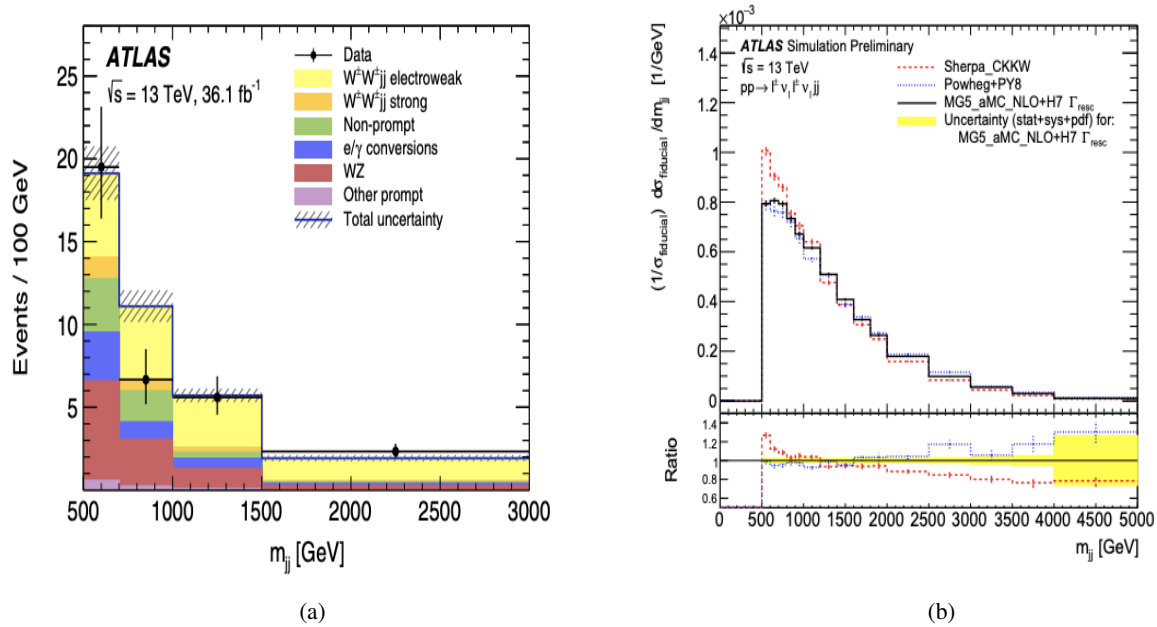 ATLAS
√s = 13 TeV, 36.1 fb⁻¹
Data
W±W±jj electroweak
W±W±jj strong
Non-prompt
e/γ conversions
WZ
Other prompt
Total uncertainty
Events / 100 GeV
25
20
15
10
5
500 1000 1500 2000 2500 3000
m_jj [GeV]
(a)
×10⁻³
ATLAS Simulation Preliminary
√s = 13 TeV
pp→ l± ν_l l± ν_l jj
Sherpa_CKKW
Powheg+PY8
MG5_aMC_NLO+H7 Γ_resc
Uncertainty (stat+sys+pdf) for:
MG5_aMC_NLO+H7 Γ_resc
(1/σ_fiducial) dσ_fiducial /dm_jj [1/GeV]
1.4
1.2
1
0.8
0.6
0.4
0.2
0
Ratio
1.4
1.2
1
0.8
0.6
0 500 1000 1500 2000 2500 3000 3500 4000 4500 5000
m_jj [GeV]
(b)